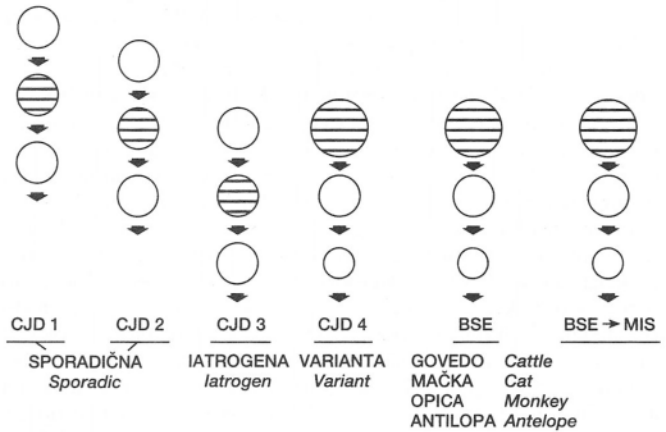 CJD 1 CJD 2 CJD 3 CJD 4 BSE BSE → MIS
SPORADIČNA IATROGENA VARIANTA GOVEDO Cattle
Sporadic Iatrogen Variant MAČKA Cat
OPICA Monkey
ANTILOPA Antelope